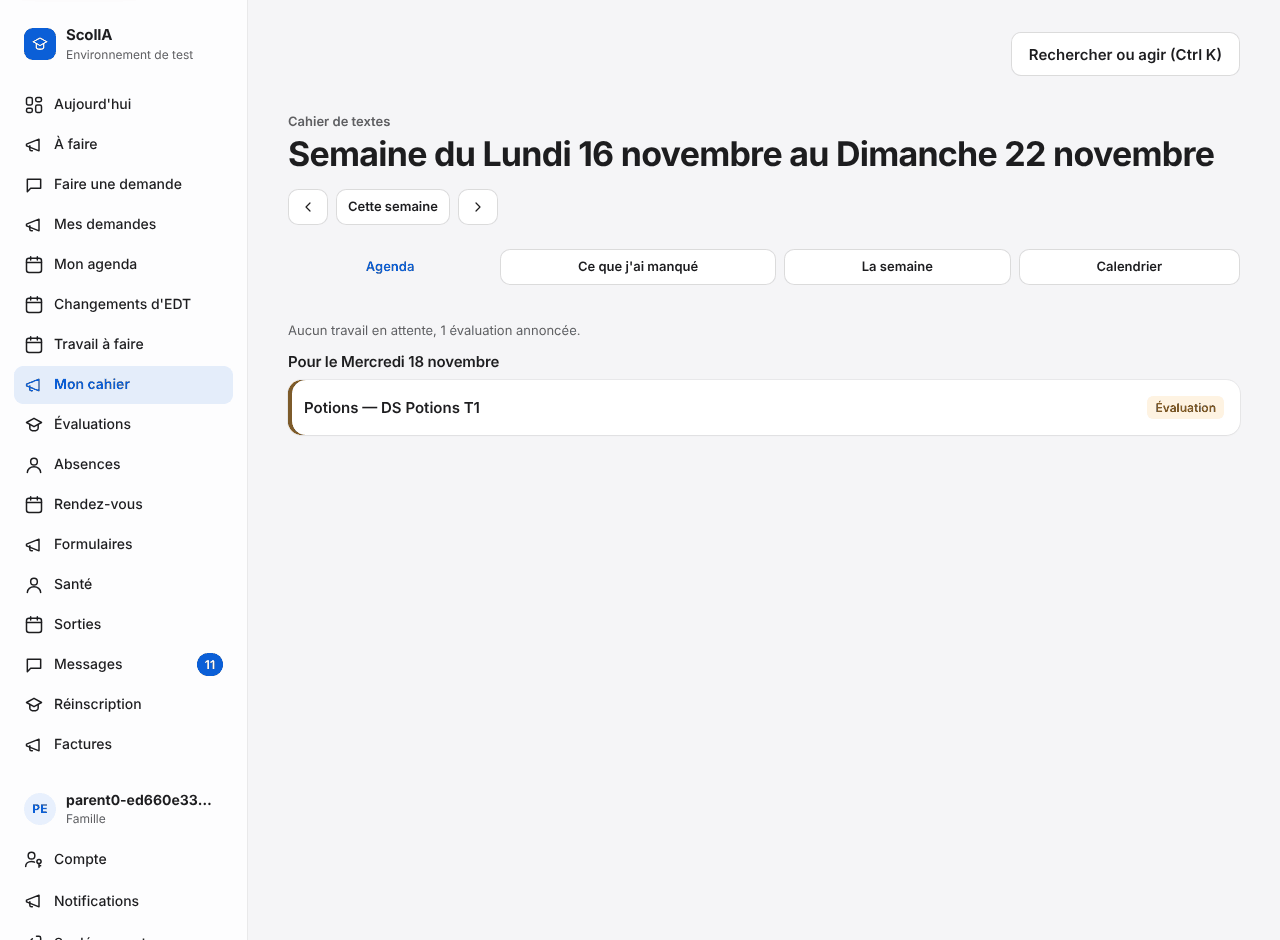 ScolIA
Environnement de test
Aujourd'hui
À faire
Faire une demande
Mes demandes
Mon agenda
Changements d'EDT
Travail à faire
Mon cahier
Évaluations
Absences
Rendez-vous
Formulaires
Santé
Sorties
Messages 11
Réinscription
Factures
PE parent0-ed660e33...
Famille
Compte
Notifications
Rechercher ou agir (Ctrl K)
Cahier de textes
Semaine du Lundi 16 novembre au Dimanche 22 novembre
Cette semaine
Agenda Ce que j'ai manqué La semaine Calendrier
Aucun travail en attente, 1 évaluation annoncée.
Pour le Mercredi 18 novembre
Potions — DS Potions T1 Évaluation